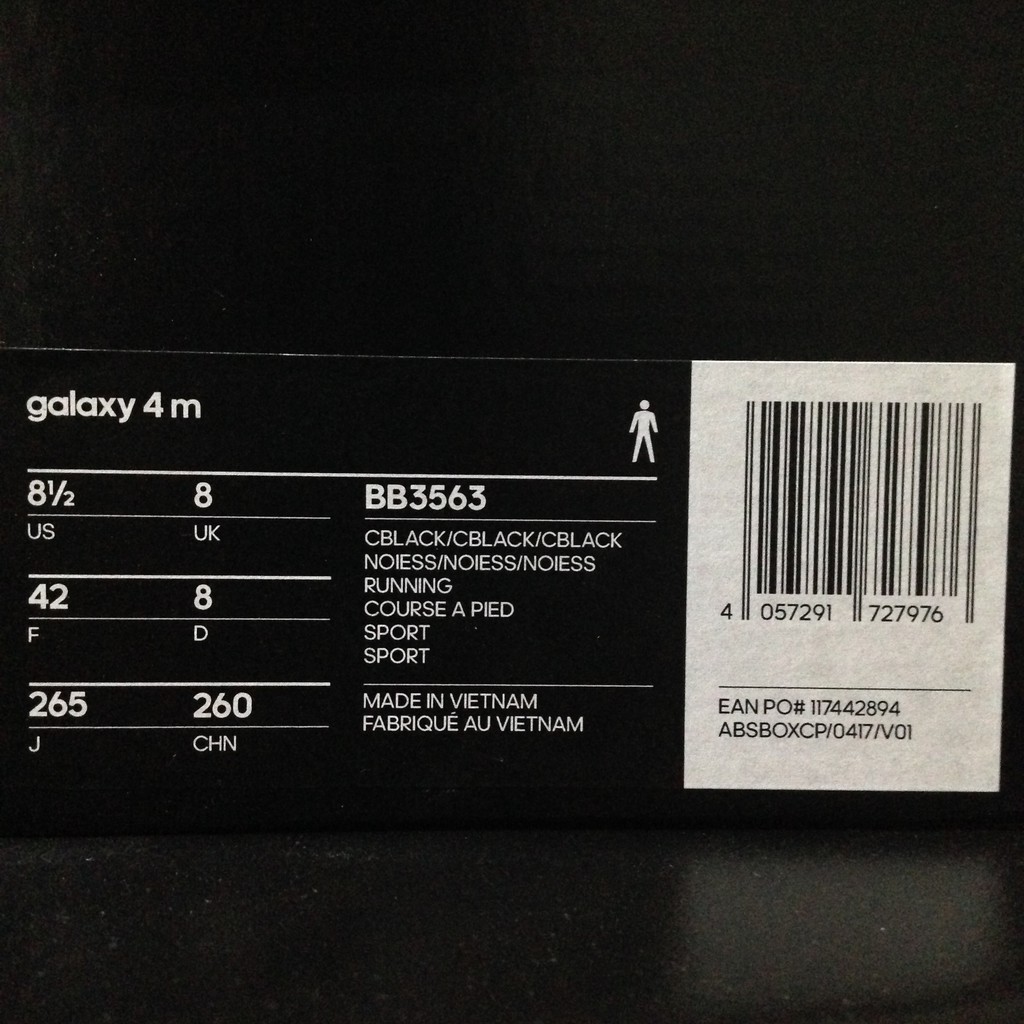 galaxy 4 m
8½ 8
US UK
42 8
F D
265 260
J CHN
BB3563
CBLACK/CBLACK/CBLACK
NOIESS/NOIESS/NOIESS
RUNNING
COURSE A PIED
SPORT
SPORT
MADE IN VIETNAM
FABRIQUÉ AU VIETNAM
4 057291 727976
EAN PO# 117442894
ABSBOXCP/0417/V01